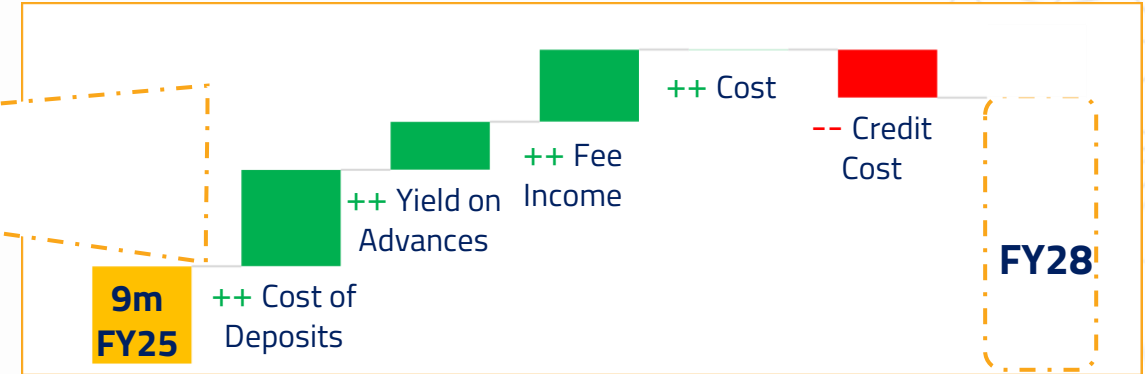 9m
FY25
++ Cost of
Deposits
++ Yield on
Advances
++ Fee
Income
++ Cost
-- Credit
Cost
FY28